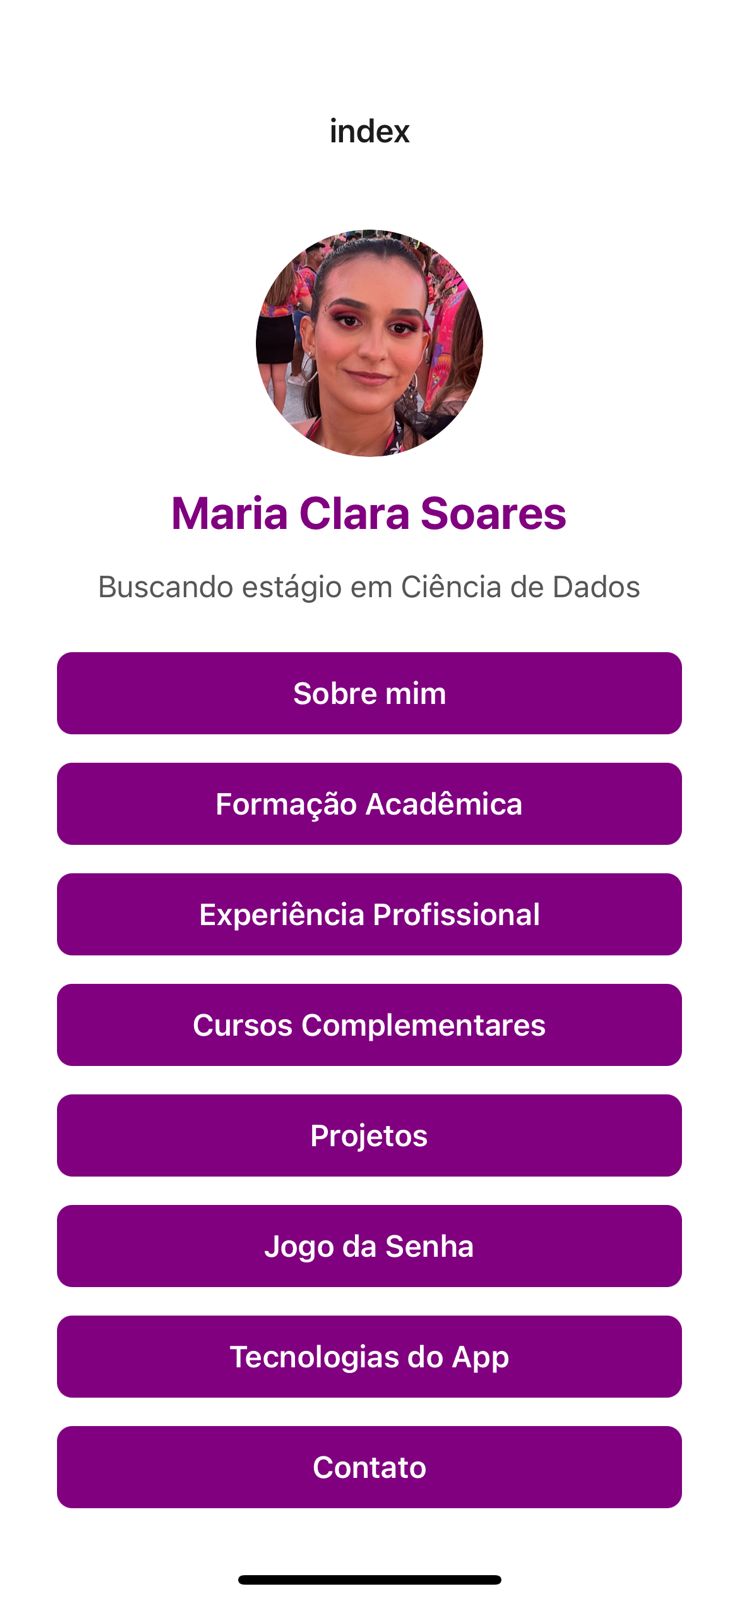 index
Maria Clara Soares
Buscando estágio em Ciência de Dados
Sobre mim
Formação Acadêmica
Experiência Profissional
Cursos Complementares
Projetos
Jogo da Senha
Tecnologias do App
Contato